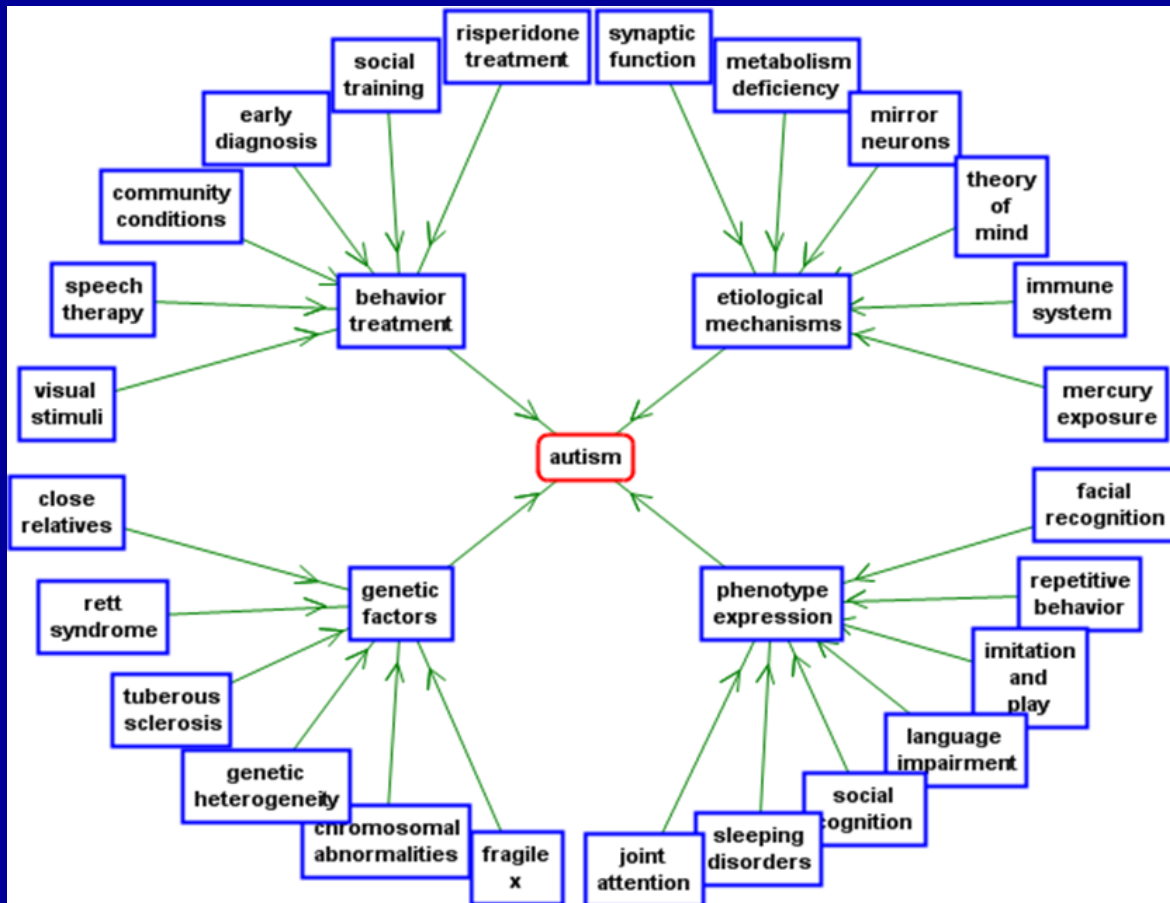 risperidone
treatment
synaptic
function
social
training
metabolism
deficiency
early
diagnosis
mirror
neurons
community
conditions
theory
of
mind
speech
therapy
behavior
treatment
etiological
mechanisms
immune
system
visual
stimuli
mercury
exposure
autism
close
relatives
facial
recognition
rett
syndrome
genetic
factors
phenotype
expression
repetitive
behavior
tuberous
sclerosis
imitation
and
play
genetic
heterogeneity
language
impairment
chromosomal
abnormalities
social
cognition
fragile
x
joint
attention
sleeping
disorders